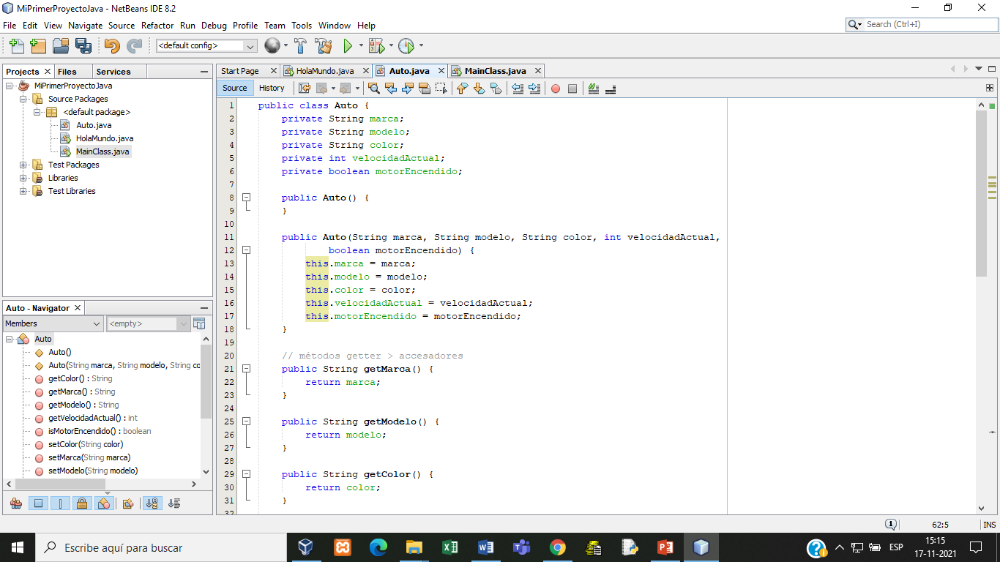 MiPrimerProyectoJava - NetBeans IDE 8.2
File Edit View Navigate Source Refactor Run Debug Profile Team Tools Window Help
Search (Ctrl+I)
<default config>
Projects Files Services
MiPrimerProyectoJava
Source Packages
<default package>
Auto.java
HolaMundo.java
MainClass.java
Test Packages
Libraries
Test Libraries
Auto - Navigator
Members <empty>
Auto
Auto()
Auto(String marca, String modelo, String co
getColor() : String
getMarca() : String
getModelo() : String
getVelocidadActual() : int
isMotorEncendido() : boolean
setColor(String color)
setMarca(String marca)
setModelo(String modelo)
Start Page HolaMundo.java Auto.java MainClass.java
Source History
1 public class Auto {
2 private String marca;
3 private String modelo;
4 private String color;
5 private int velocidadActual;
6 private boolean motorEncendido;
7
8 public Auto() {
9 }
10
11 public Auto(String marca, String modelo, String color, int velocidadActual,
12 boolean motorEncendido) {
13 this.marca = marca;
14 this.modelo = modelo;
15 this.color = color;
16 this.velocidadActual = velocidadActual;
17 this.motorEncendido = motorEncendido;
18 }
19
20 // métodos getter > accesadores
21 public String getMarca() {
22 return marca;
23 }
24
25 public String getModelo() {
26 return modelo;
27 }
28
29 public String getColor() {
30 return color;
31 }
32
1 62:5 INS
Escribe aquí para buscar
ESP
15:15
17-11-2021